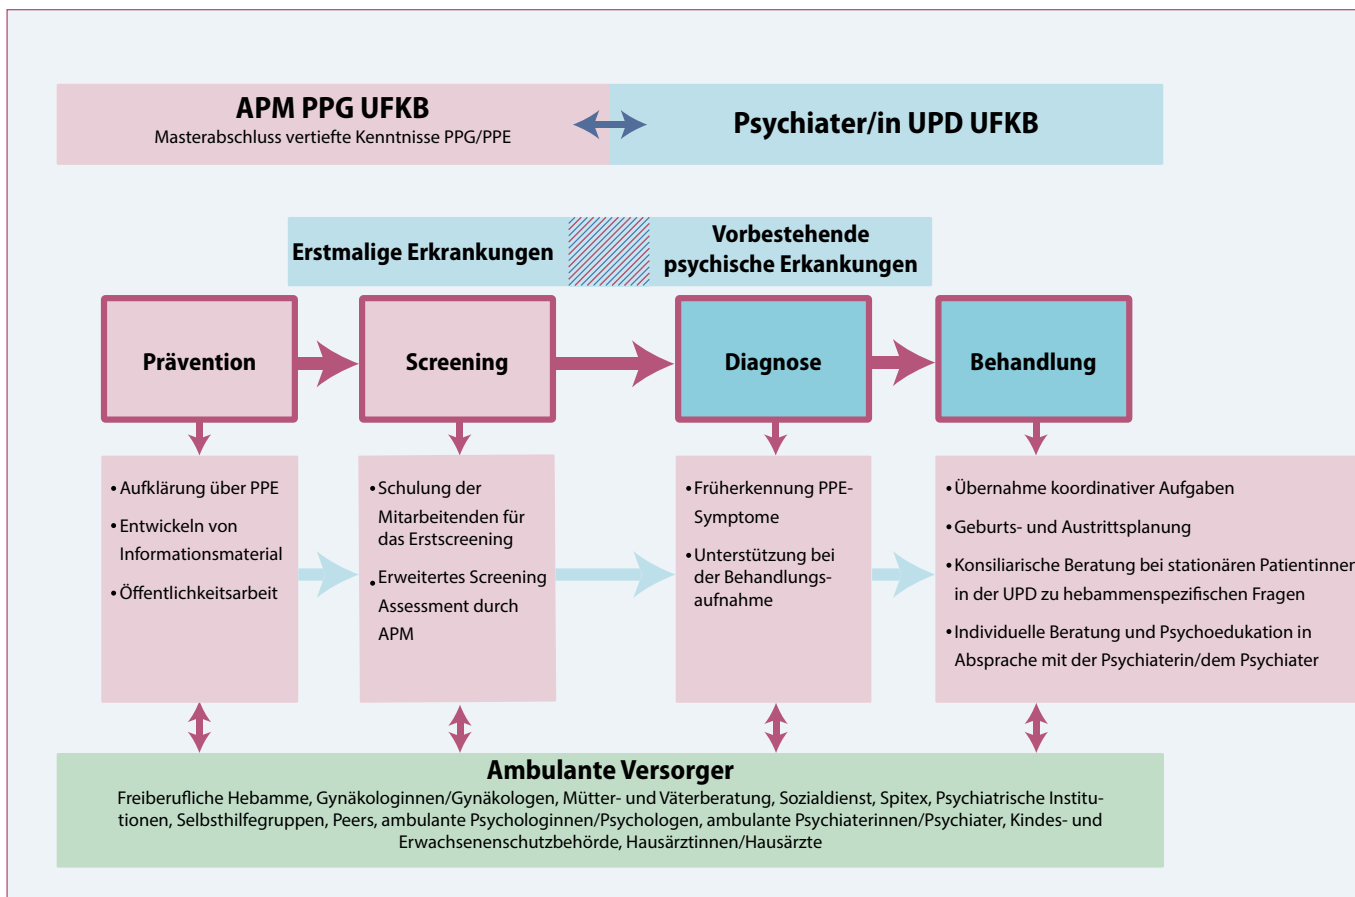 APM PPG UFKB
Masterabschluss vertiefte Kenntnisse PPG/PPE
Psychiater/in UPD UFKB
Erstmalige Erkrankungen
Vorbestehende
psychische Erkankungen
Prävention
Screening
Diagnose
Behandlung
• Aufklärung über PPE
• Entwickeln von
Informationsmaterial
• Öffentlichkeitsarbeit
• Schulung der
Mitarbeitenden für
das Erstscreening
• Erweitertes Screening
Assessment durch
APM
• Früherkennung PPE-
Symptome
• Unterstützung bei
der Behandlungs-
aufnahme
• Übernahme koordinativer Aufgaben
• Geburts- und Austrittsplanung
• Konsiliarische Beratung bei stationären Patientinnen
in der UPD zu hebammenspezifischen Fragen
• Individuelle Beratung und Psychoedukation in
Absprache mit der Psychiaterin/dem Psychiater
Ambulante Versorger
Freiberufliche Hebamme, Gynäkologinnen/Gynäkologen, Mütter- und Väterberatung, Sozialdienst, Spitex, Psychiatrische Institu-
tionen, Selbsthilfegruppen, Peers, ambulante Psychologinnen/Psychologen, ambulante Psychiaterinnen/Psychiater, Kindes- und
Erwachsenenschutzbehörde, Hausärztinnen/Hausärzte